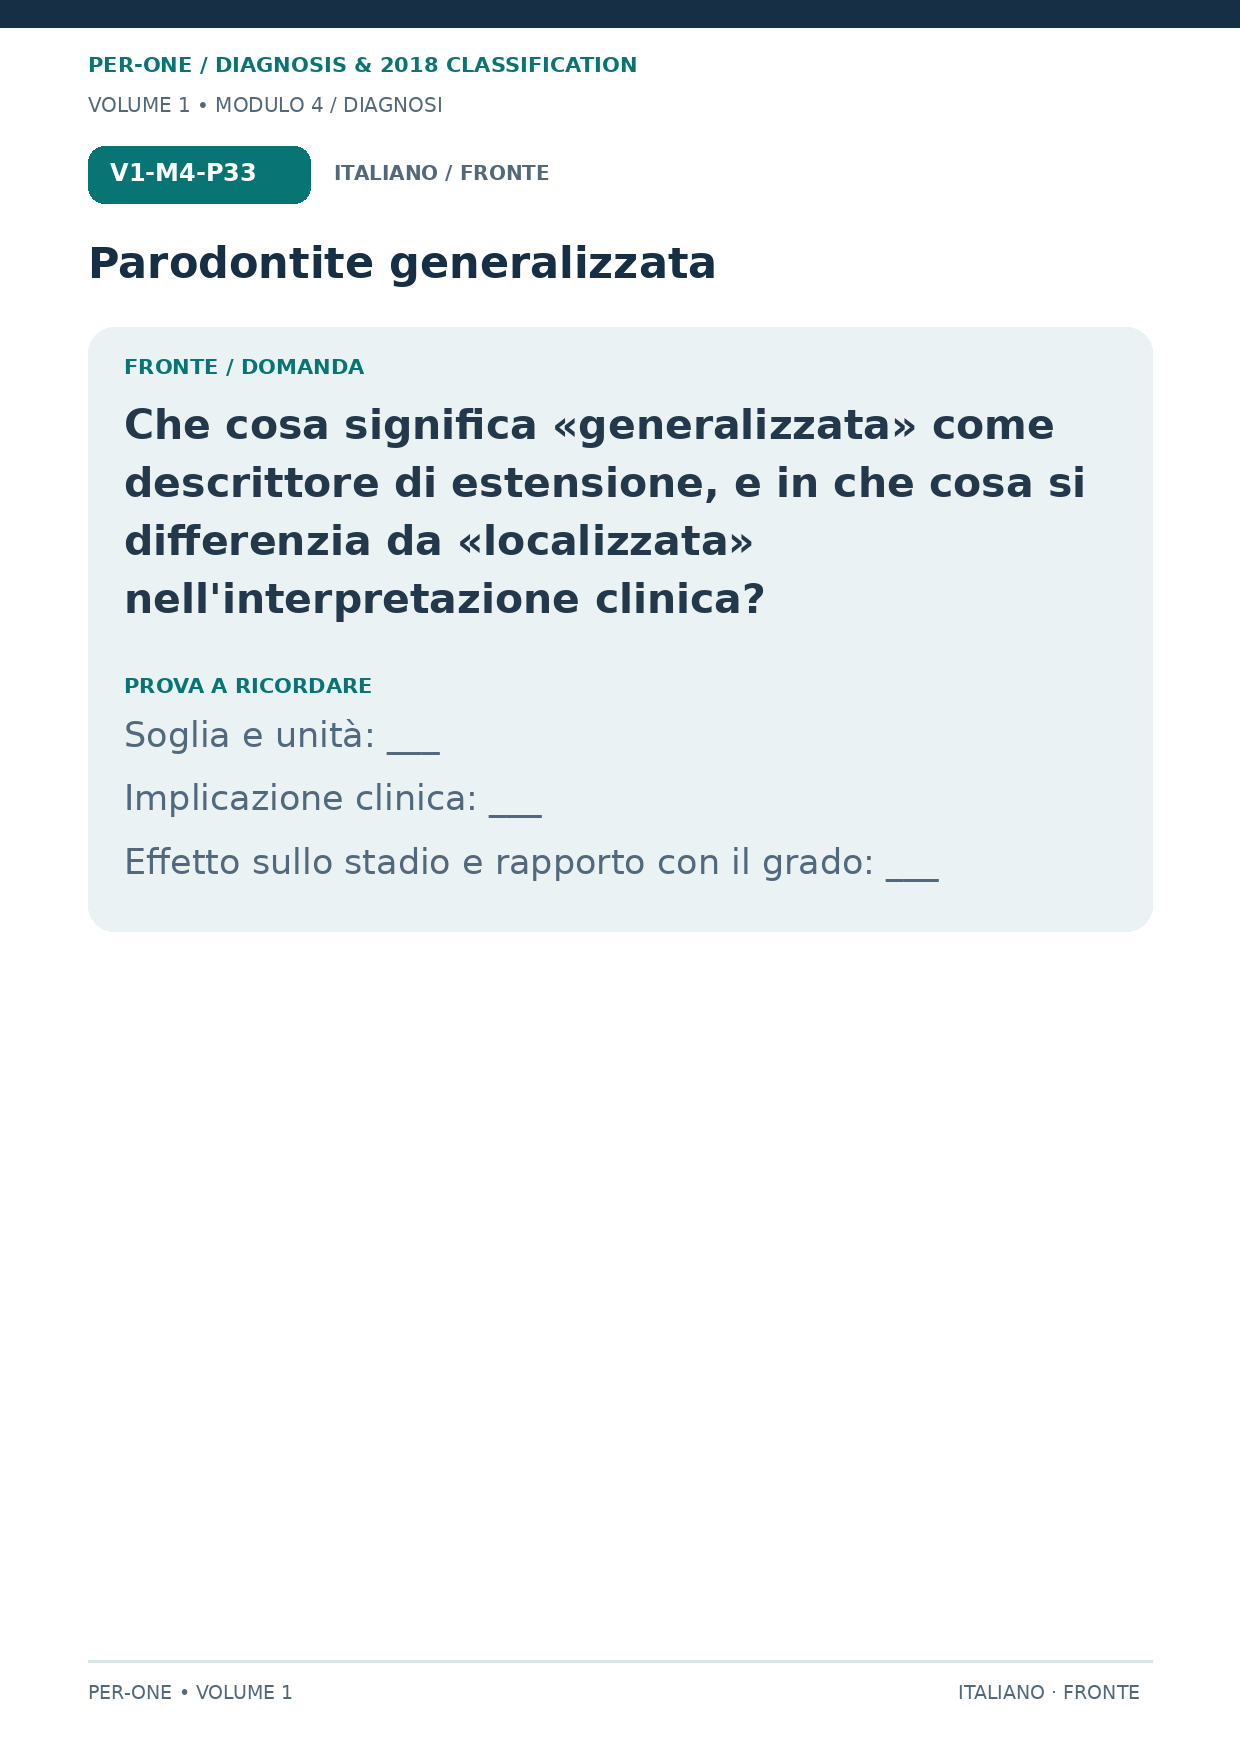 PER-ONE / DIAGNOSIS & 2018 CLASSIFICATION
VOLUME 1 • MODULO 4 / DIAGNOSI
V1-M4-P33
ITALIANO / FRONTE
Parodontite generalizzata
FRONTE / DOMANDA
Che cosa significa «generalizzata» come
descrittore di estensione, e in che cosa si
differenzia da «localizzata»
nell'interpretazione clinica?
PROVA A RICORDARE
Soglia e unità: ___
Implicazione clinica: ___
Effetto sullo stadio e rapporto con il grado: ___
PER-ONE • VOLUME 1
ITALIANO · FRONTE